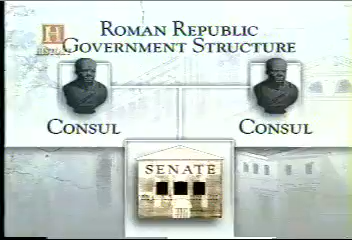 ROMAN REPUBLIC
GOVERNMENT STRUCTURE
H
CONSUL
CONSUL
SENATE